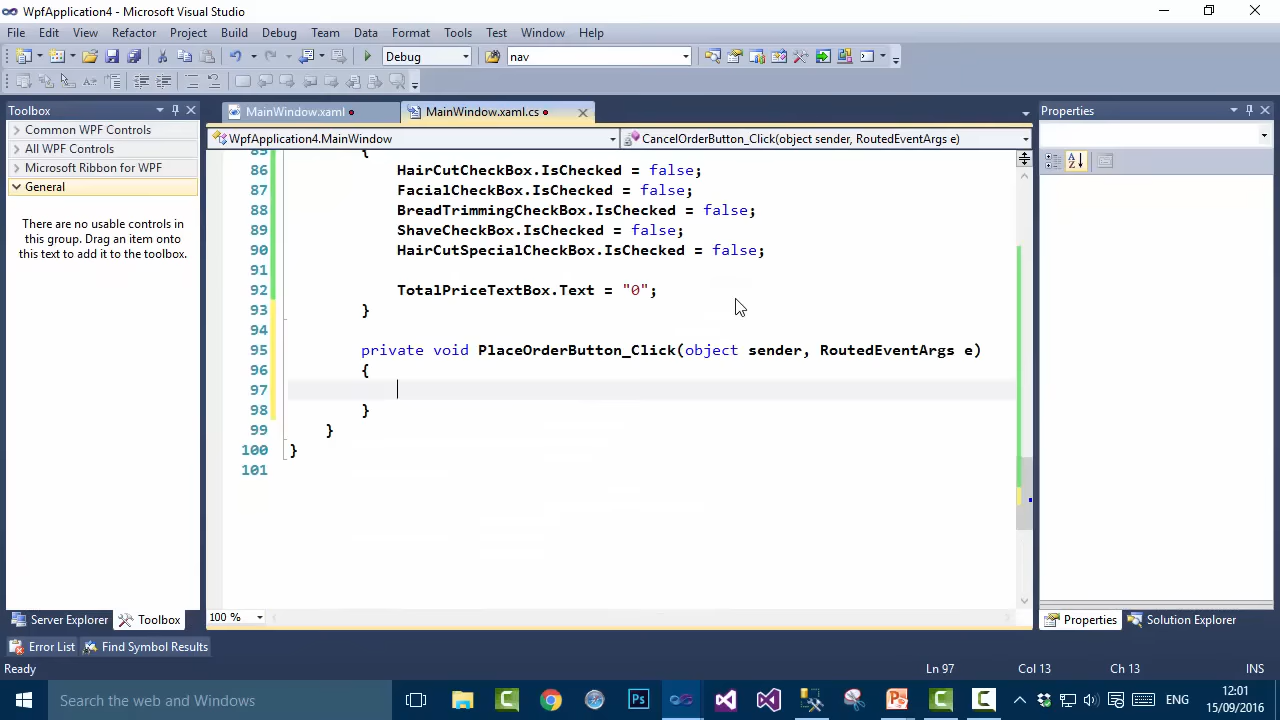 WpfApplication4 - Microsoft Visual Studio
File Edit View Refactor Project Build Debug Team Data Format Tools Test Window Help
Debug nav
Toolbox
MainWindow.xaml
MainWindow.xaml.cs
Properties
Common WPF Controls
All WPF Controls
Microsoft Ribbon for WPF
General
There are no usable controls in
this group. Drag an item onto
this text to add it to the toolbox.
WpfApplication4.MainWindow
CancelOrderButton_Click(object sender, RoutedEventArgs e)
85 {
86 HairCutCheckBox.IsChecked = false;
87 FacialCheckBox.IsChecked = false;
88 BreadTrimmingCheckBox.IsChecked = false;
89 ShaveCheckBox.IsChecked = false;
90 HairCutSpecialCheckBox.IsChecked = false;
91
92 TotalPriceTextBox.Text = "0";
93 }
94
95 private void PlaceOrderButton_Click(object sender, RoutedEventArgs e)
96 {
97
98 }
99 }
100 }
101
100 %
Server Explorer Toolbox
Properties Solution Explorer
Error List Find Symbol Results
Ready Ln 97 Col 13 Ch 13 INS
Search the web and Windows
ENG
12:01
15/09/2016